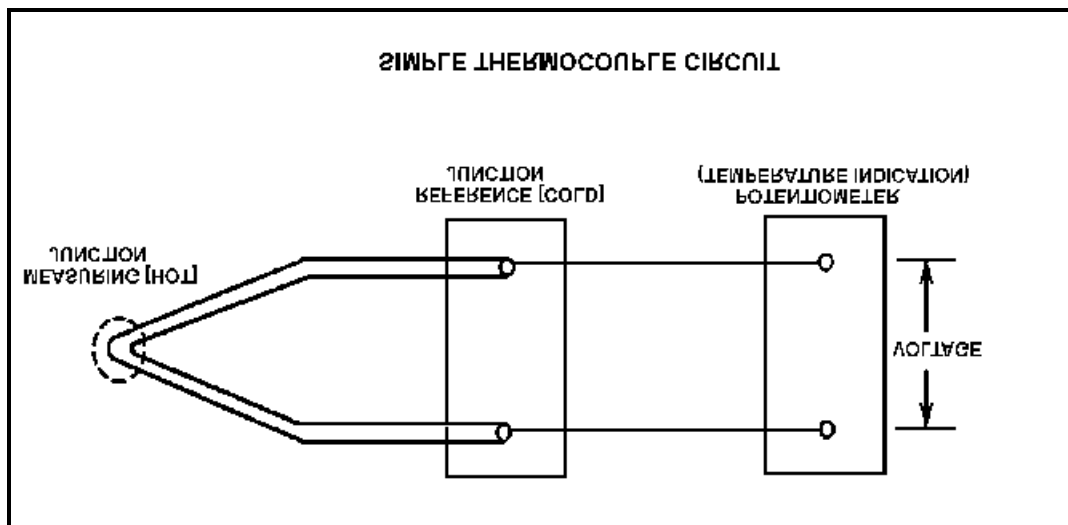 SIMPLE THERMOCOUPLE CIRCUIT
MEASURING [HOT]
JUNCTION
REFERENCE [COLD]
JUNCTION
POTENTIOMETER
(TEMPERATURE INDICATION)
VOLTAGE